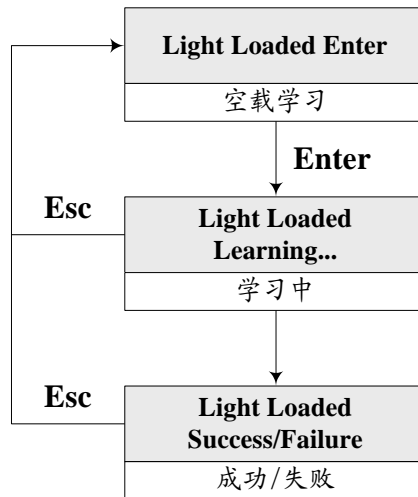 Light Loaded Enter
空载学习
Enter
Esc
Light Loaded
Learning...
学习中
Esc
Light Loaded
Success/Failure
成功/失败